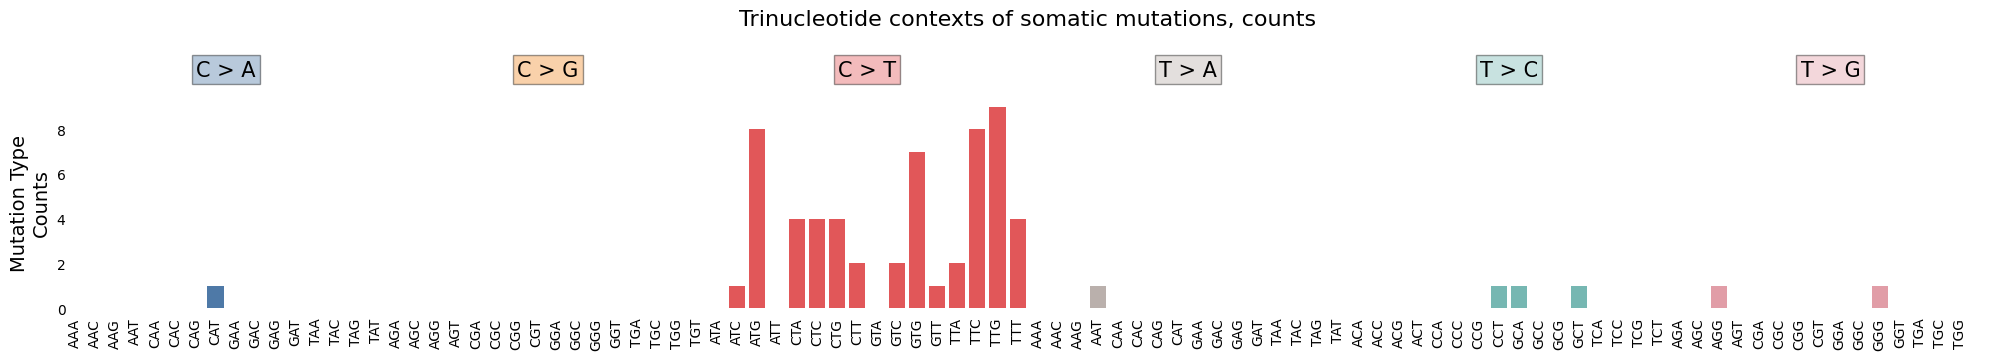 Trinucleotide contexts of somatic mutations, counts
C > A
C > G
C > T
T > A
T > C
T > G
Mutation Type
Counts
8
6
4
2
0
AAA AAC AAG AAT CAA CAC CAG CAT GAA GAC GAG GAT TAA TAC TAG TAT AGA AGC AGG AGT CGA CGC CGG CGT GGA GGC GGG GGT TGA TGC TGG TGT ATA ATC ATG ATT CTA CTC CTG CTT GTA GTC GTG GTT TTA TTC TTG TTT AAA AAC AAG AAT CAA CAC CAG CAT GAA GAC GAG GAT TAA TAC TAG TAT ACA ACC ACG ACT CCA CCC CCG CCT GCA GCC GCG GCT TCA TCC TCG TCT AGA AGC AGG AGT CGA CGC CGG CGT GGA GGC GGG GGT TGA TGC TGG